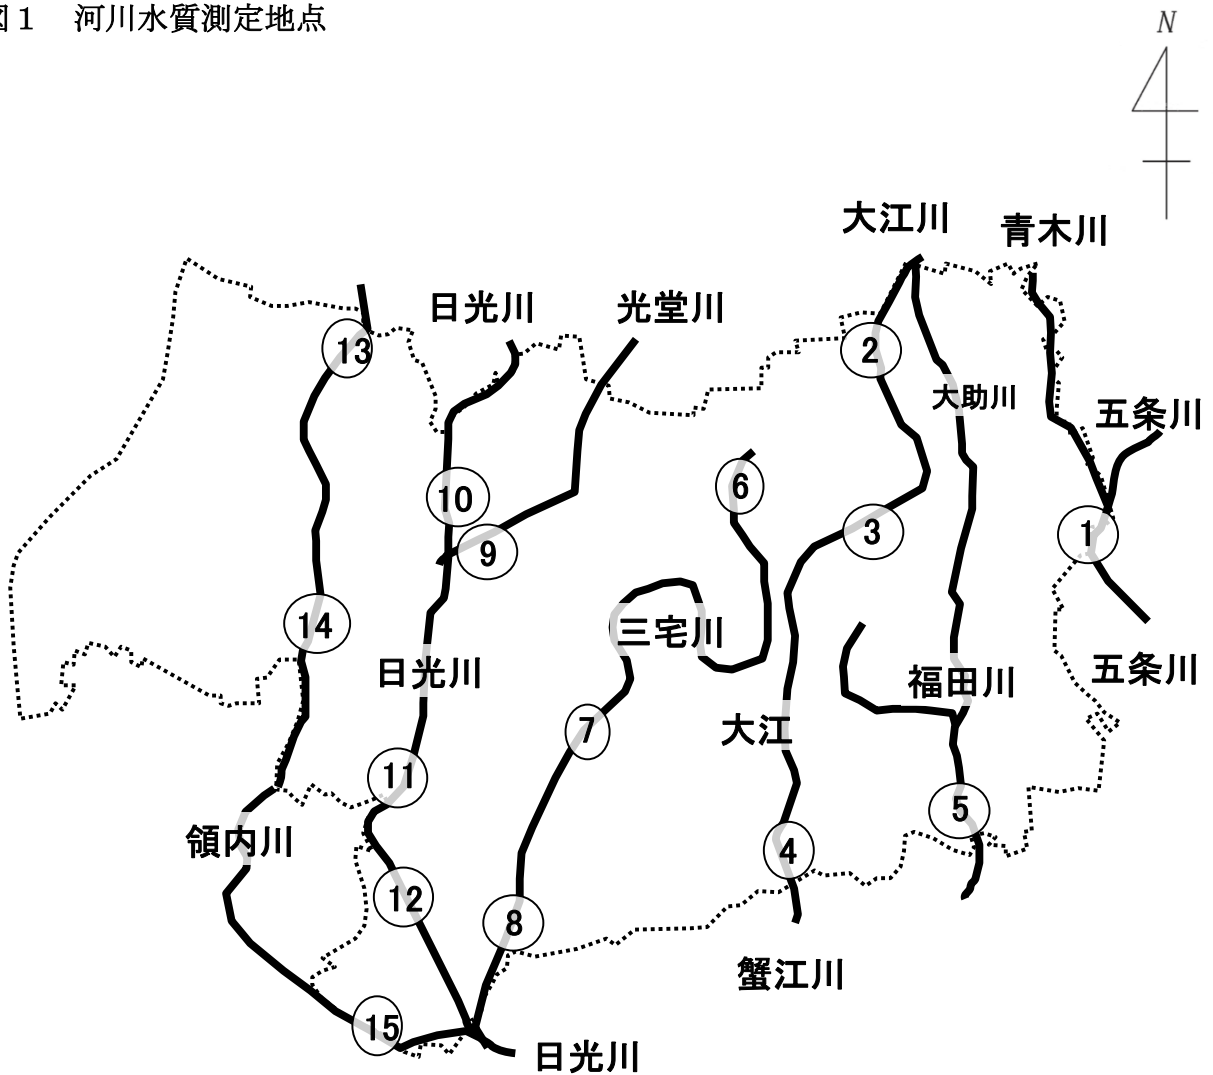 図１　河川水質測定地点
N
大江川
青木川
日光川
光堂川
13
2
大助川
五条川
6
10
3
1
9
14
三宅川
日光川
福田川
五条川
7
大江
11
5
領内川
4
12
8
蟹江川
15
日光川